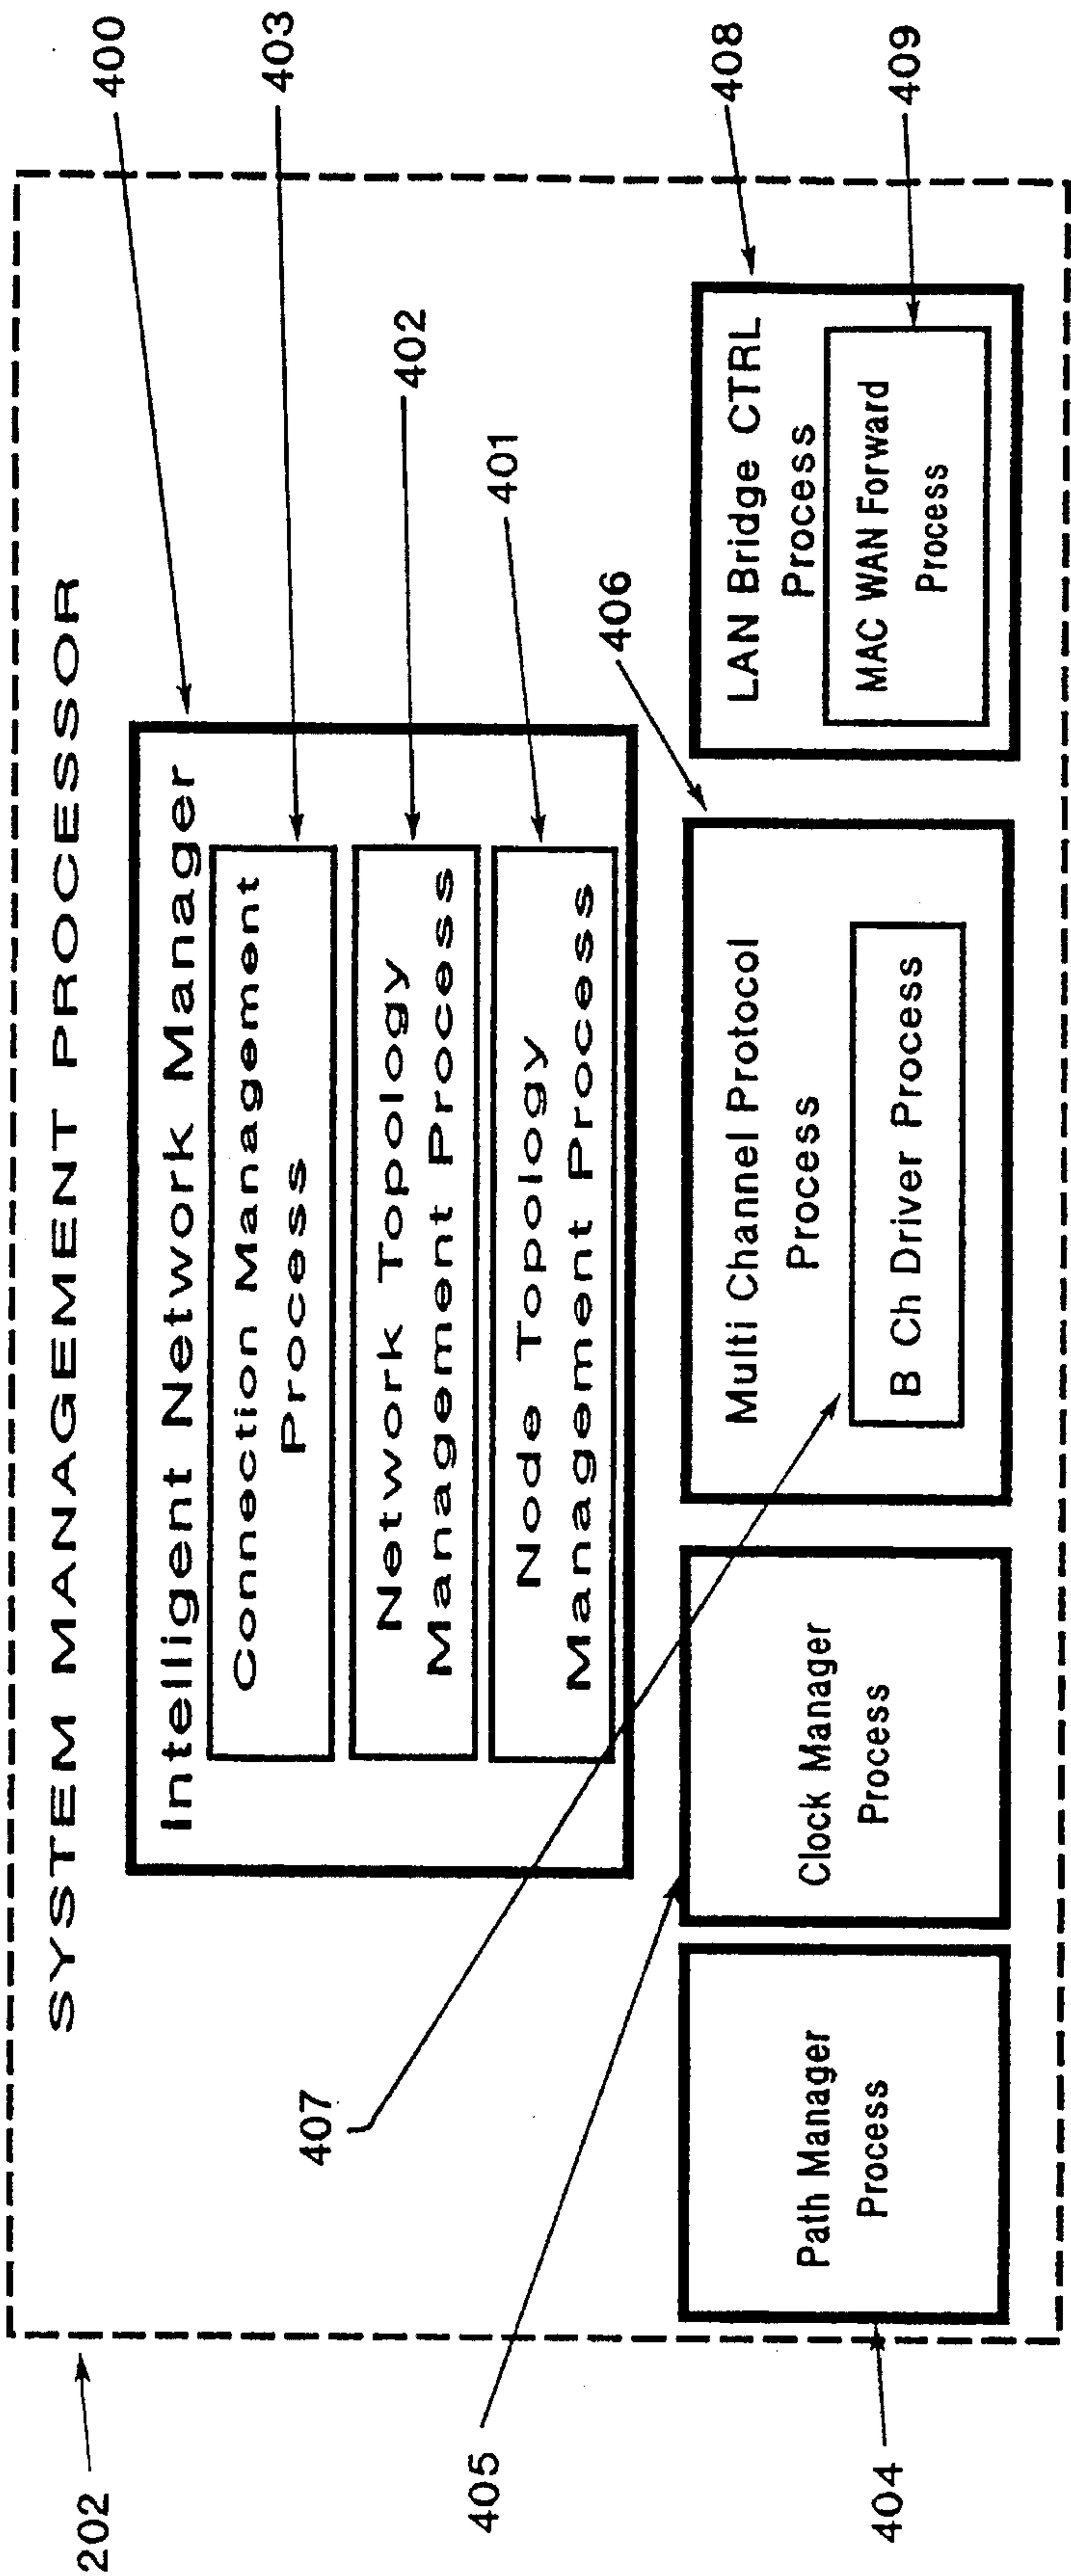 SYSTEM MANAGEMENT PROCESSOR
202
400
Intelligent Network Manager
Connection Management
Process
403
Network Topology
Management Process
402
Node Topology
Management Process
401
407
405
406
408
404
Path Manager
Process
Clock Manager
Process
Multi Channel Protocol
Process
B Ch Driver Process
LAN Bridge CTRL
Process
MAC WAN Forward
Process
409